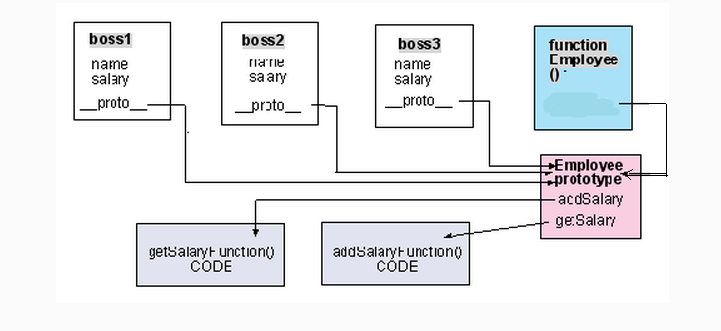 boss1
name
salary
__proto__
boss2
name
salary
__proto__
boss3
name
salary
__proto__
function
Employee
()
Employee
prototype
addSalary
getSalary
getSalaryFunction()
CODE
addSalaryFunction()
CODE